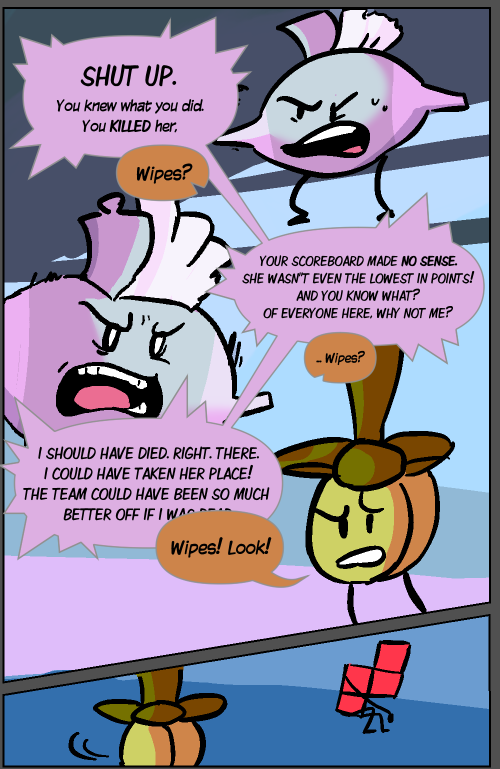 SHUT UP.
You knew what you did.
You KILLED her.
Wipes?
YOUR SCOREBOARD MADE NO SENSE.
SHE WASN'T EVEN THE LOWEST IN POINTS!
AND YOU KNOW WHAT?
OF EVERYONE HERE, WHY NOT ME?
.. Wipes?
I SHOULD HAVE DIED. RIGHT. THERE.
I COULD HAVE TAKEN HER PLACE!
THE TEAM COULD HAVE BEEN SO MUCH
BETTER OFF IF I WAS DEAD
Wipes! Look!